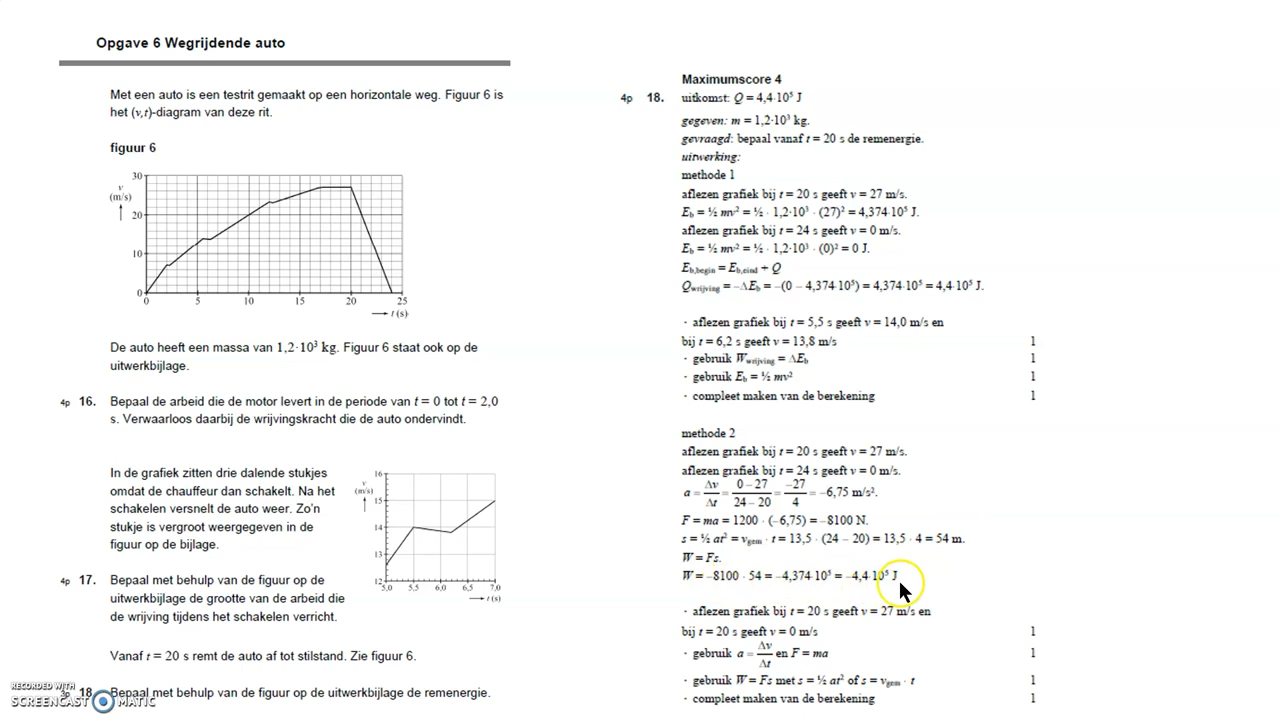 Opgave 6 Wegrijdende auto
Met een auto is een testrit gemaakt op een horizontale weg. Figuur 6 is
het (v,t)-diagram van deze rit.
figuur 6
v
(m/s)
30
20
10
0
0 5 10 15 20 25
t (s)
De auto heeft een massa van 1,2·10³ kg. Figuur 6 staat ook op de
uitwerkbijlage.
4p 16. Bepaal de arbeid die de motor levert in de periode van t = 0 tot t = 2,0
s. Verwaarloos daarbij de wrijvingskracht die de auto ondervindt.
In de grafiek zitten drie dalende stukjes
omdat de chauffeur dan schakelt. Na het
schakelen versnelt de auto weer. Zo'n
stukje is vergroot weergegeven in de
figuur op de bijlage.
v
(m/s)
16
15
14
13
12
5,0 5,5 6,0 6,5 7,0
t (s)
4p 17. Bepaal met behulp van de figuur op de
uitwerkbijlage de grootte van de arbeid die
de wrijving tijdens het schakelen verricht.
Vanaf t = 20 s remt de auto af tot stilstand. Zie figuur 6.
3p 18. Bepaal met behulp van de figuur op de uitwerkbijlage de remenergie.
RECORDED WITH
SCREENCAST MATIC
Maximumscore 4
4p 18. uitkomst: Q = 4,4·10⁵ J
gegeven: m = 1,2·10³ kg.
gevraagd: bepaal vanaf t = 20 s de remenergie.
uitwerking:
methode 1
aflezen grafiek bij t = 20 s geeft v = 27 m/s.
Eb = ½ mv² = ½ · 1,2·10³ · (27)² = 4,374·10⁵ J.
aflezen grafiek bij t = 24 s geeft v = 0 m/s.
Eb = ½ mv² = ½ · 1,2·10³ · (0)² = 0 J.
Eb,begin = Eb,eind + Q
Qwrijving = −ΔEb = −(0 − 4,374·10⁵) = 4,374·10⁵ = 4,4·10⁵ J.
· aflezen grafiek bij t = 5,5 s geeft v = 14,0 m/s en
bij t = 6,2 s geeft v = 13,8 m/s 1
· gebruik Wwrijving = ΔEb 1
· gebruik Eb = ½ mv² 1
· compleet maken van de berekening 1
methode 2
aflezen grafiek bij t = 20 s geeft v = 27 m/s.
aflezen grafiek bij t = 24 s geeft v = 0 m/s.
a = Δv/Δt = (0 − 27)/(24 − 20) = −27/4 = −6,75 m/s².
F = ma = 1200 · (−6,75) = −8100 N.
s = ½ at² = vgem · t = 13,5 · (24 − 20) = 13,5 · 4 = 54 m.
W = Fs.
W = −8100 · 54 = −4,374·10⁵ = −4,4·10⁵ J
· aflezen grafiek bij t = 20 s geeft v = 27 m/s en
bij t = 20 s geeft v = 0 m/s 1
· gebruik a = Δv/Δt en F = ma 1
· gebruik W = Fs met s = ½ at² of s = vgem · t 1
· compleet maken van de berekening 1